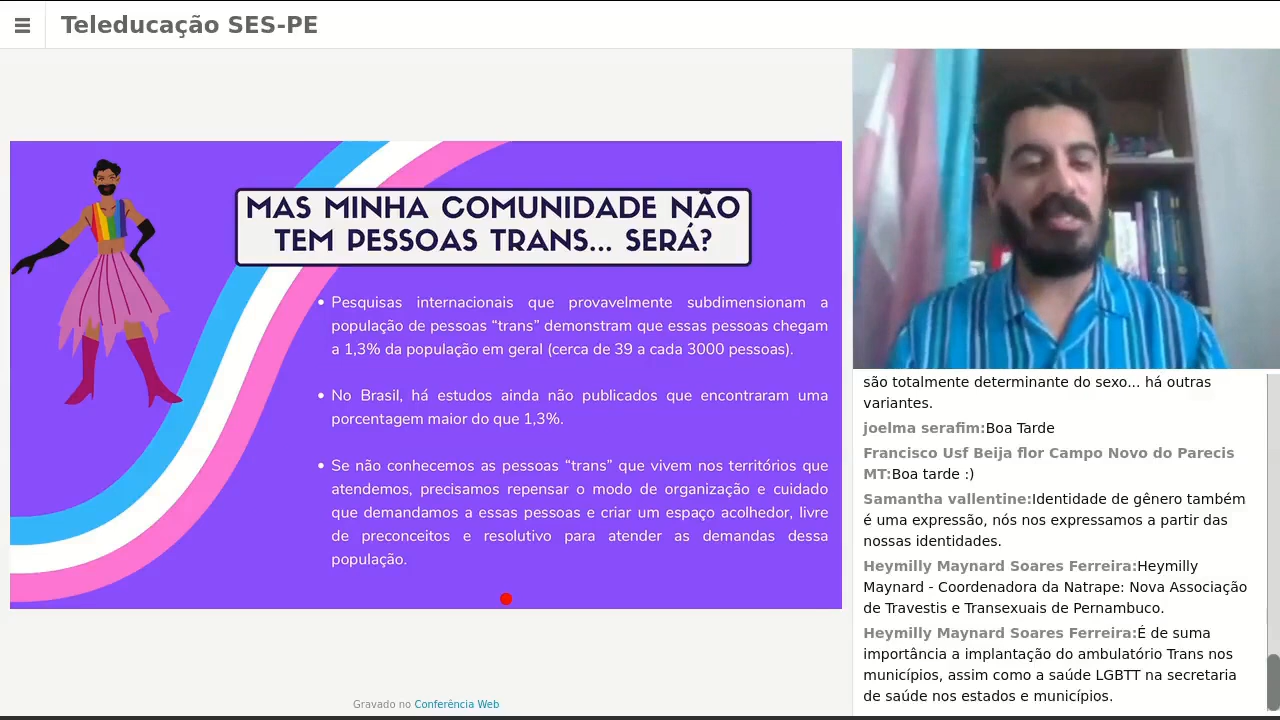 Teleducação SES-PE
MAS MINHA COMUNIDADE NÃO
TEM PESSOAS TRANS... SERÁ?
• Pesquisas internacionais que provavelmente subdimensionam a
população de pessoas “trans” demonstram que essas pessoas chegam
a 1,3% da população em geral (cerca de 39 a cada 3000 pessoas).
• No Brasil, há estudos ainda não publicados que encontraram uma
porcentagem maior do que 1,3%.
• Se não conhecemos as pessoas “trans” que vivem nos territórios que
atendemos, precisamos repensar o modo de organização e cuidado
que demandamos a essas pessoas e criar um espaço acolhedor, livre
de preconceitos e resolutivo para atender as demandas dessa
população.
Gravado no Conferência Web
são totalmente determinante do sexo... há outras
variantes.
joelma serafim:Boa Tarde
Francisco Usf Beija flor Campo Novo do Parecis
MT:Boa tarde :)
Samantha vallentine:Identidade de gênero também
é uma expressão, nós nos expressamos a partir das
nossas identidades.
Heymilly Maynard Soares Ferreira:Heymilly
Maynard - Coordenadora da Natrape: Nova Associação
de Travestis e Transexuais de Pernambuco.
Heymilly Maynard Soares Ferreira:É de suma
importância a implantação do ambulatório Trans nos
municípios, assim como a saúde LGBTT na secretaria
de saúde nos estados e municípios.